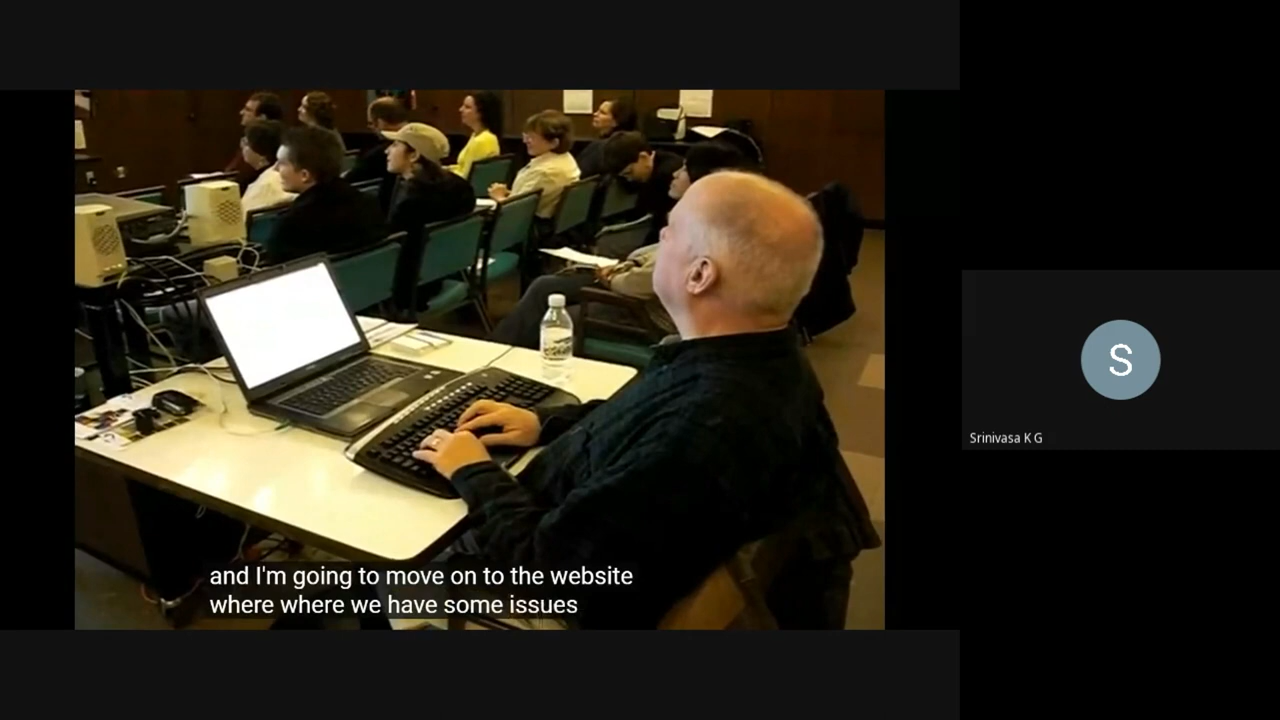 and I'm going to move on to the website
where where we have some issues
S
Srinivasa K G